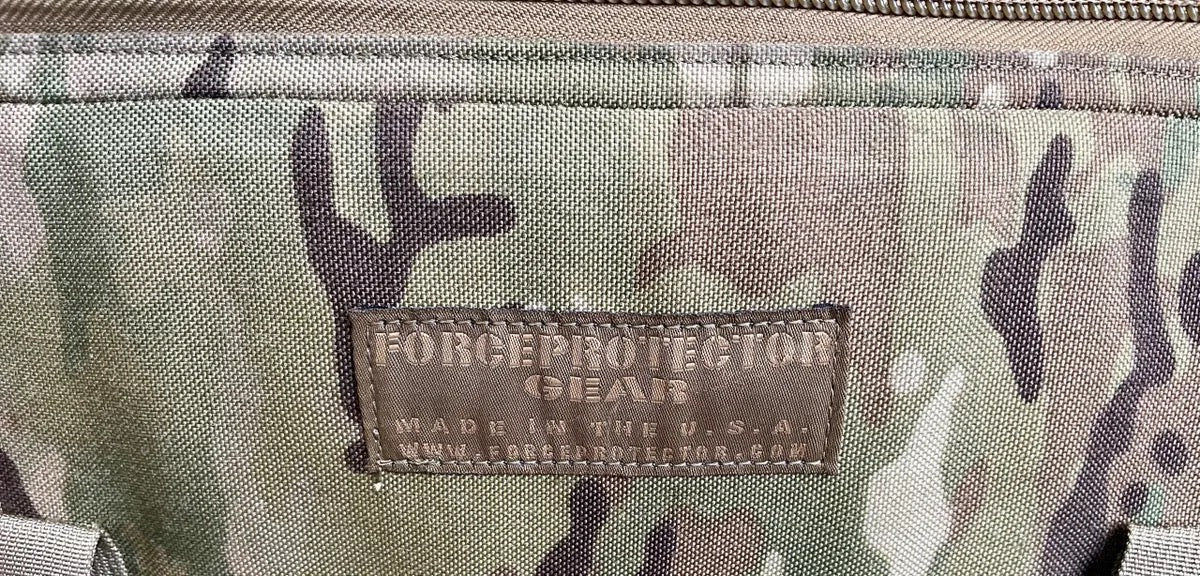 FORCEPROTECTOR
GEAR
MADE IN THE U.S.A.
WWW.FORCEPROTECTOR.COM